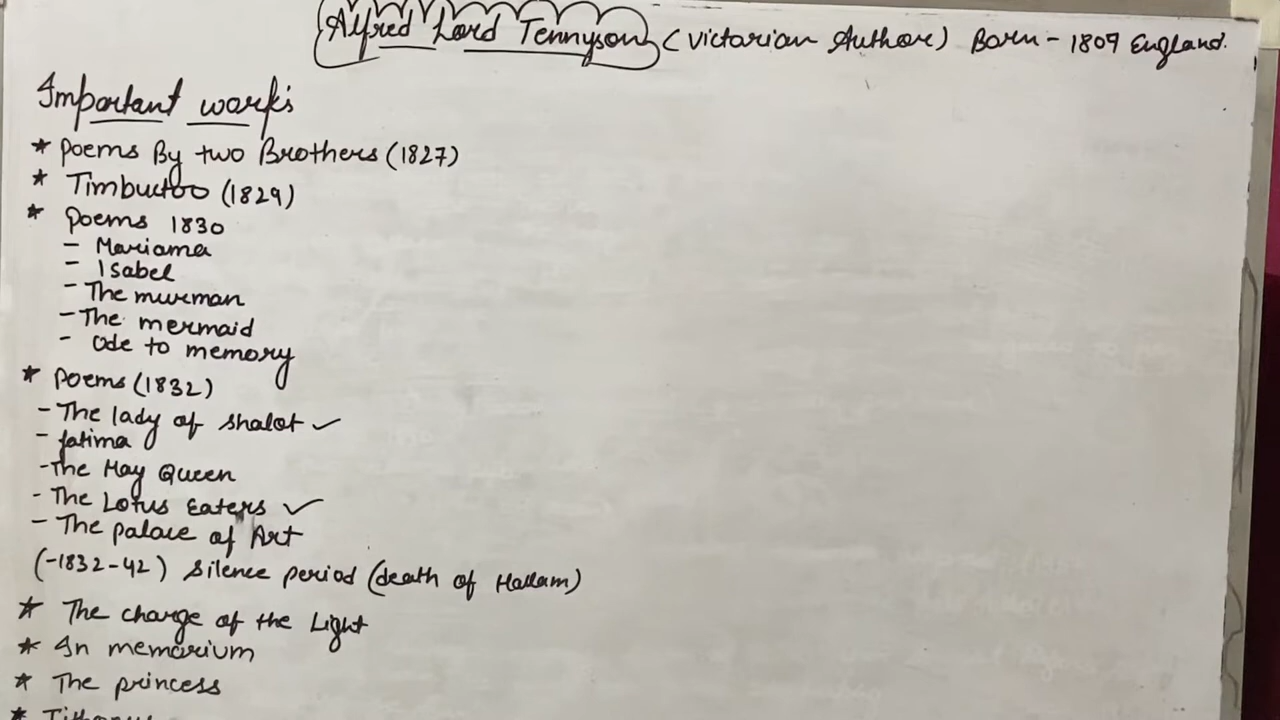 Alfred Lord Tennyson (Victorian Author) Born - 1809 England.
Important works
* Poems By two Brothers (1827)
* Timbuctoo (1829)
* Poems 1830
- Mariama
- Isabel
- The murman
- The mermaid
- Ode to memory
* Poems (1832)
- The lady of shalot ✓
- fatima
- The May Queen
- The Lotus Eaters ✓
- The palace of Art
(-1832-42) Silence period (death of Hallam)
* The charge of the Light
* In memorium
* The princess
* Tithonus